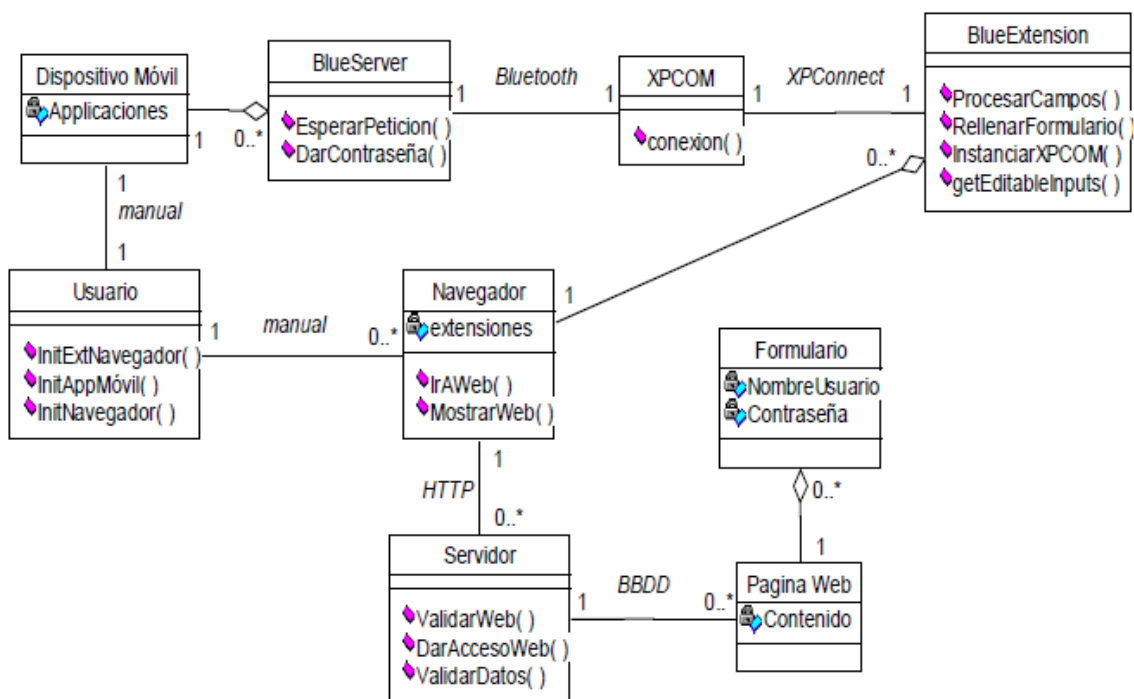 Dispositivo Móvil
Applicaciones
1
0..*
BlueServer
EsperarPeticion( )
DarContraseña( )
1
Bluetooth
1
XPCOM
conexion( )
1
XPConnect
1
BlueExtension
ProcesarCampos( )
RellenarFormulario( )
InstanciarXPCOM( )
getEditableInputs( )
0..*
1
manual
1
Usuario
InitExtNavegador( )
InitAppMóvil( )
InitNavegador( )
1
manual
0..*
Navegador
extensiones
IrAWeb( )
MostrarWeb( )
1
1
HTTP
0..*
Formulario
NombreUsuario
Contraseña
0..*
1
Servidor
ValidarWeb( )
DarAccesoWeb( )
ValidarDatos( )
1
BBDD
0..*
Pagina Web
Contenido